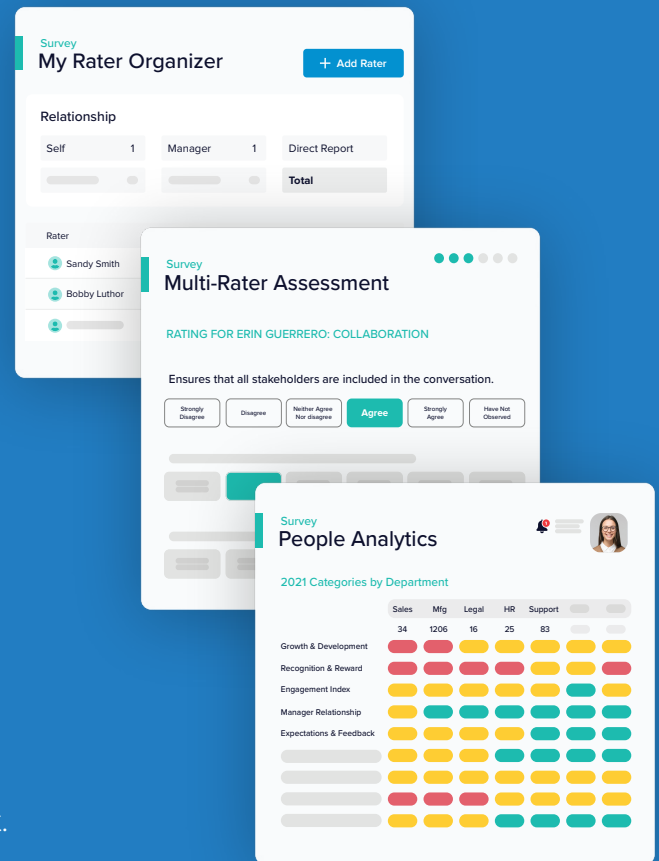 Survey
My Rater Organizer
+ Add Rater
Relationship
Self 1 Manager 1 Direct Report
Total
Rater
Sandy Smith
Bobby Luthor
Survey
Multi-Rater Assessment
RATING FOR ERIN GUERRERO: COLLABORATION
Ensures that all stakeholders are included in the conversation.
Strongly Disagree
Disagree
Neither Agree Nor disagree
Agree
Strongly Agree
Have Not Observed
Survey
People Analytics
1
2021 Categories by Department
Sales Mfg Legal HR Support
34 1206 16 25 83
Growth & Development
Recognition & Reward
Engagement Index
Manager Relationship
Expectations & Feedback